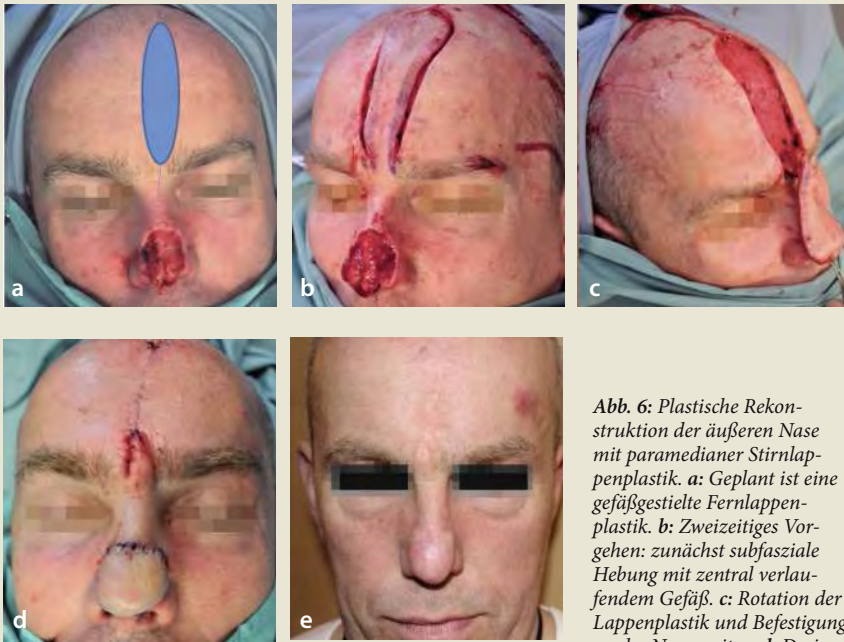 a
b
c
d
e
Abb. 6: Plastische Rekon-
struktion der äußeren Nase
mit paramedianer Stirnlap-
penplastik. a: Geplant ist eine
gefäßgestielte Fernlappen-
plastik. b: Zweizeitiges Vor-
gehen: zunächst subfasziale
Hebung mit zentral verlau-
fendem Gefäß. c: Rotation der
Lappenplastik und Befestigung